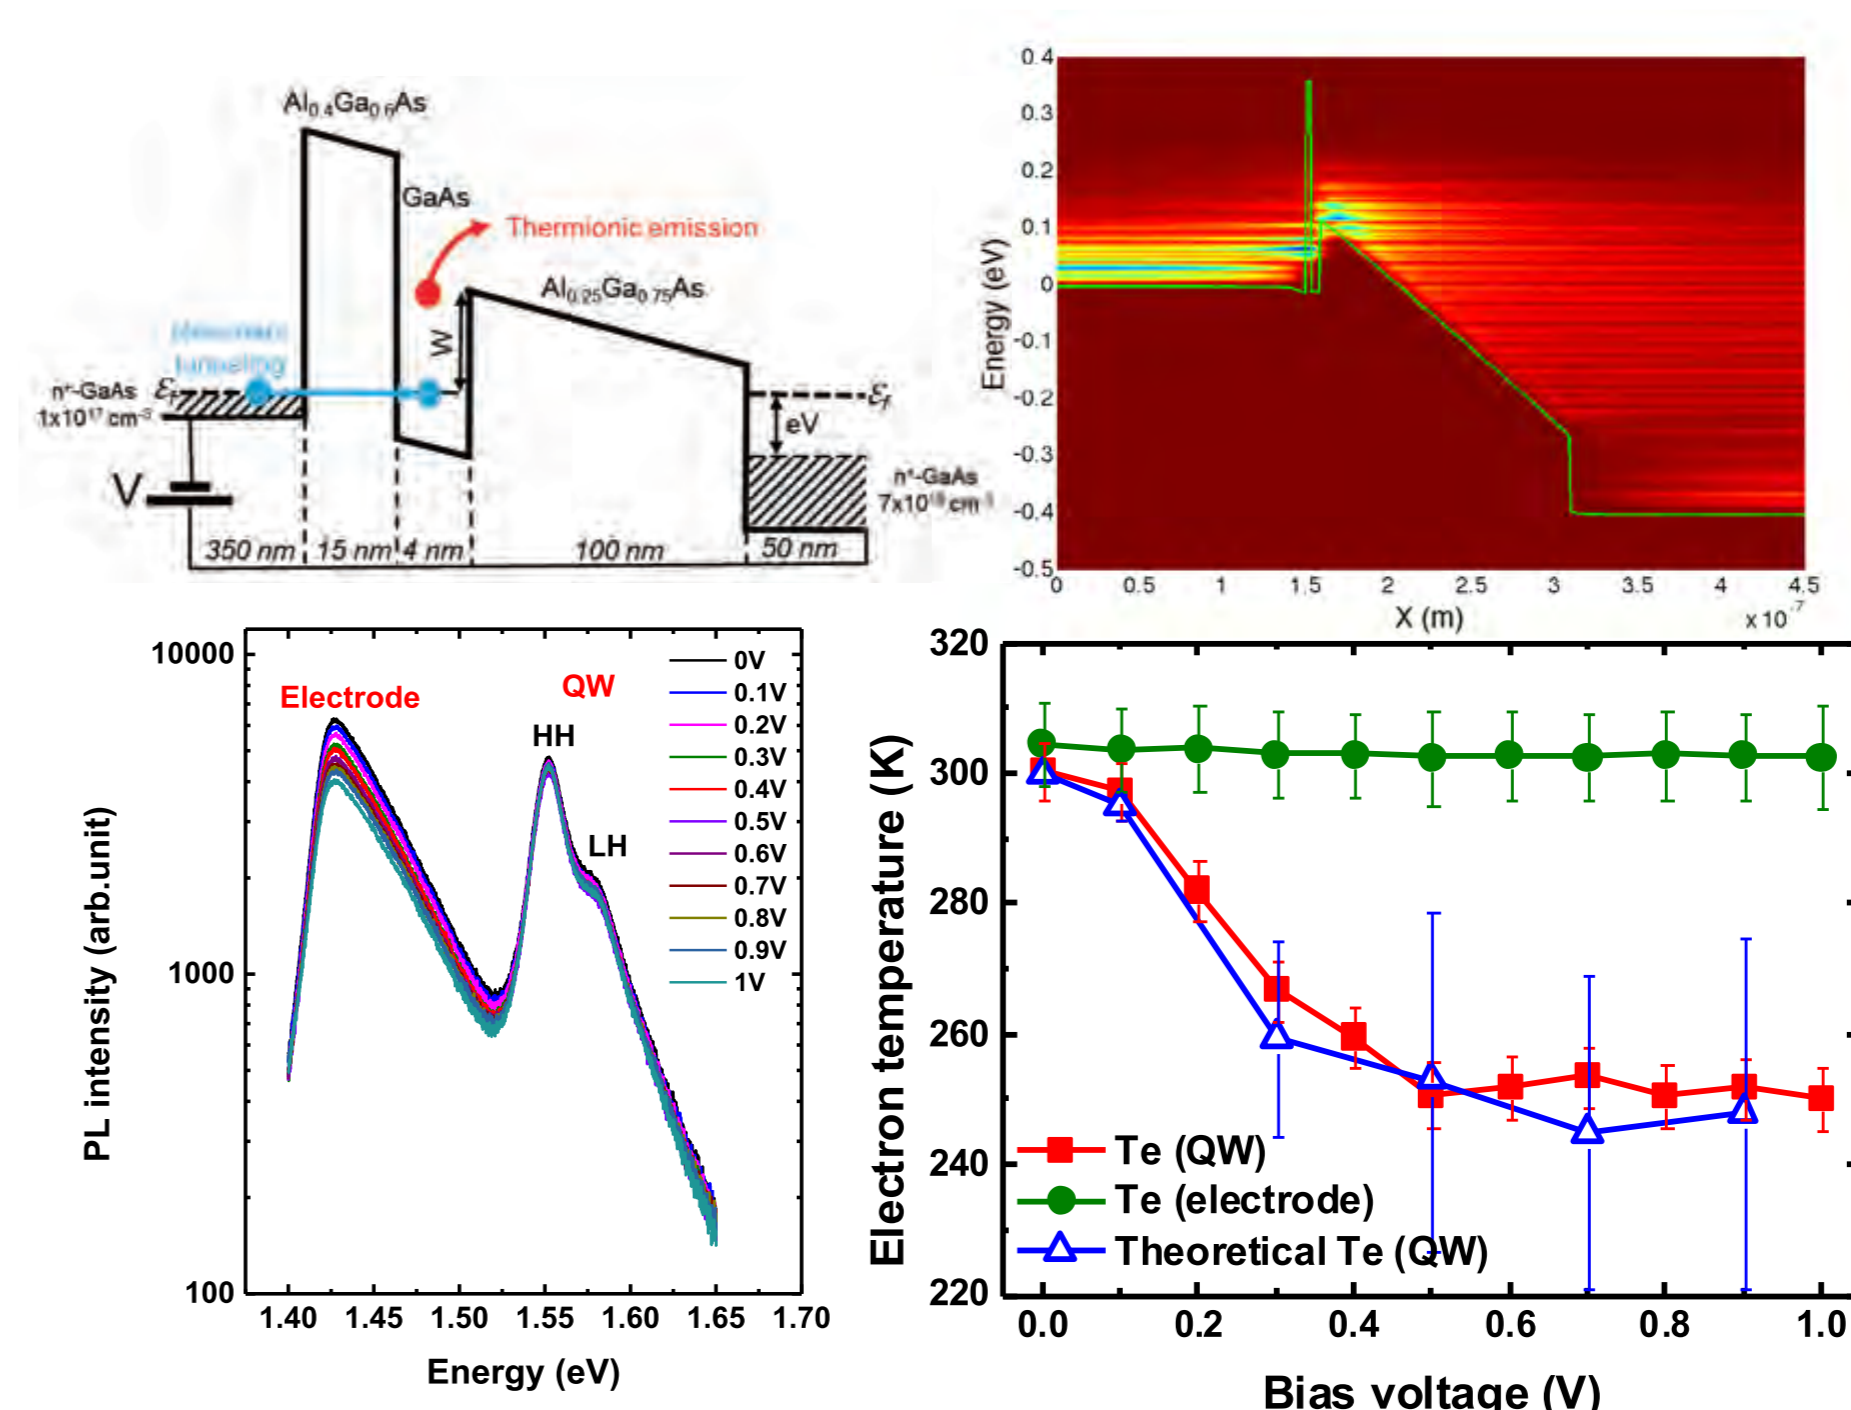 Al0.4Ga0.6As
GaAs
Thermionic emission
Al0.25Ga0.75As
W
Resonant
tunneling
n⁺-GaAs
1x10¹⁷ cm⁻³
εf
εf
eV
n⁺-GaAs
V
350 nm
15 nm
4 nm
100 nm
50 nm
Energy (eV)
0.4
0.3
0.2
0.1
0
-0.1
-0.2
-0.3
-0.4
-0.5
0 0.5 1 1.5 2 2.5 3 3.5 4 4.5
X (m)
x10⁻⁷
PL intensity (arb.unit)
10000
1000
100
Electrode
QW
HH
LH
0V
0.1V
0.2V
0.3V
0.4V
0.5V
0.6V
0.7V
0.8V
0.9V
1V
1.40 1.45 1.50 1.55 1.60 1.65 1.70
Energy (eV)
Electron temperature (K)
320
300
280
260
240
220
Te (QW)
Te (electrode)
Theoretical Te (QW)
0.0 0.2 0.4 0.6 0.8 1.0
Bias voltage (V)